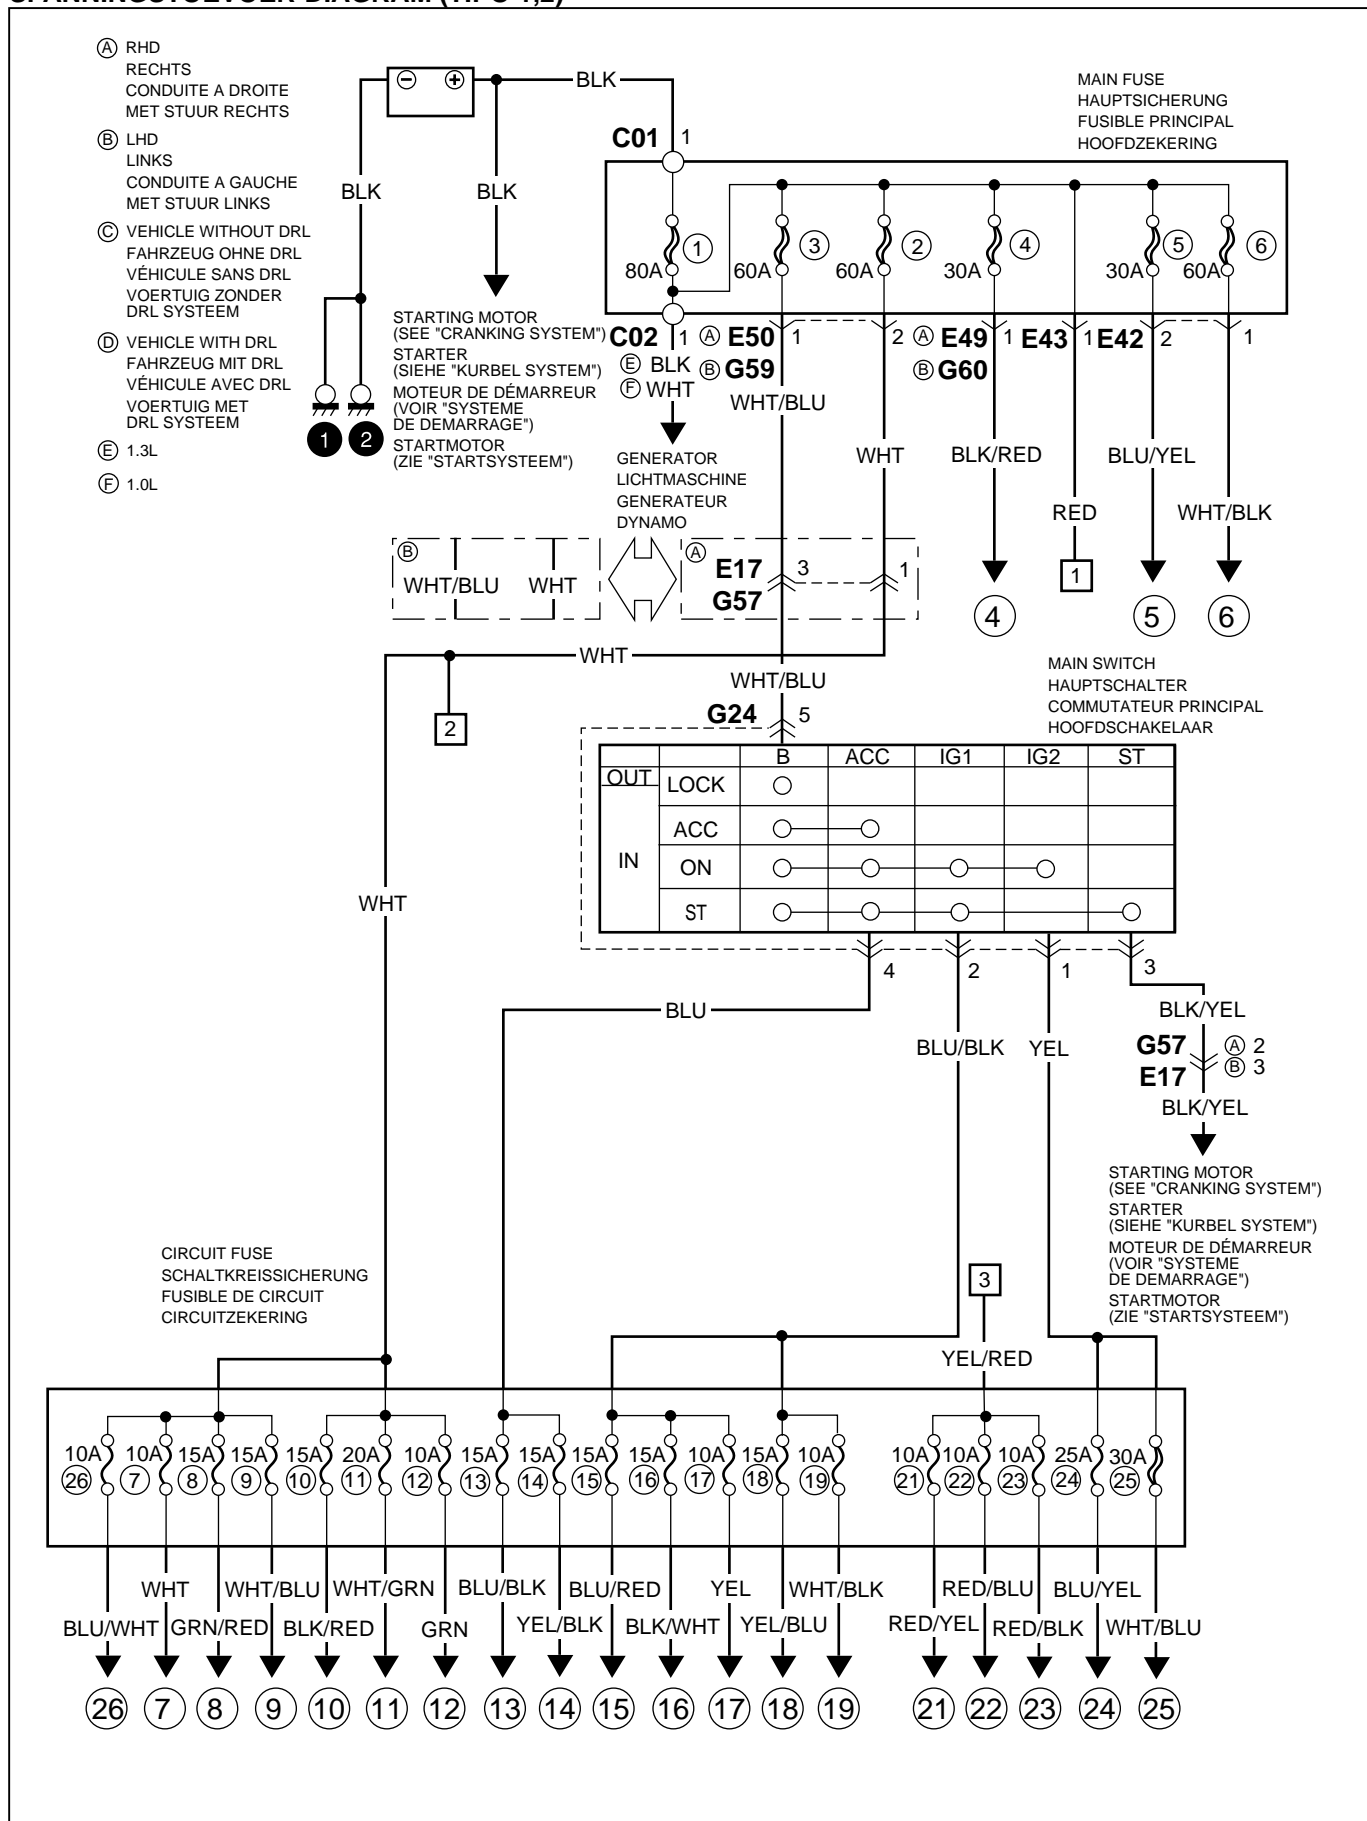 SPANNINGSTOEVOER DIAGRAM (TIPO 1,2)
Ⓐ RHD
RECHTS
CONDUITE A DROITE
MET STUUR RECHTS
Ⓑ LHD
LINKS
CONDUITE A GAUCHE
MET STUUR LINKS
Ⓒ VEHICLE WITHOUT DRL
FAHRZEUG OHNE DRL
VÉHICULE SANS DRL
VOERTUIG ZONDER
DRL SYSTEEM
Ⓓ VEHICLE WITH DRL
FAHRZEUG MIT DRL
VÉHICULE AVEC DRL
VOERTUIG MET
DRL SYSTEEM
Ⓔ 1.3L
Ⓕ 1.0L
BLK
BLK BLK
1 2
STARTING MOTOR
(SEE "CRANKING SYSTEM")
STARTER
(SIEHE "KURBEL SYSTEM")
MOTEUR DE DÉMARREUR
(VOIR "SYSTEME
DE DEMARRAGE")
STARTMOTOR
(ZIE "STARTSYSTEEM")
MAIN FUSE
HAUPTSICHERUNG
FUSIBLE PRINCIPAL
HOOFDZEKERING
C01 1
1 3 2 4 5 6
80A 60A 60A 30A 30A 60A
C02 1 Ⓐ E50 1 2 Ⓐ E49 1 E43 1 E42 2 1
Ⓔ BLK Ⓑ G59 Ⓑ G60
Ⓕ WHT
WHT/BLU
WHT BLK/RED BLU/YEL
RED WHT/BLK
GENERATOR
LICHTMASCHINE
GENERATEUR
DYNAMO
Ⓑ Ⓐ
WHT/BLU WHT
E17 3 1
G57
1
4 5 6
WHT
WHT/BLU
2
G24 5
MAIN SWITCH
HAUPTSCHALTER
COMMUTATEUR PRINCIPAL
HOOFDSCHAKELAAR
B ACC IG1 IG2 ST
OUT LOCK
ACC
IN ON
ST
WHT
4 2 1 3
BLU
BLK/YEL
BLU/BLK YEL
G57 Ⓐ 2
E17 Ⓑ 3
BLK/YEL
STARTING MOTOR
(SEE "CRANKING SYSTEM")
STARTER
(SIEHE "KURBEL SYSTEM")
MOTEUR DE DÉMARREUR
(VOIR "SYSTEME
DE DEMARRAGE")
STARTMOTOR
(ZIE "STARTSYSTEEM")
CIRCUIT FUSE
SCHALTKREISSICHERUNG
FUSIBLE DE CIRCUIT
CIRCUITZEKERING
3
YEL/RED
10A 10A 15A 15A 15A 20A 10A 15A 15A 15A 15A 10A 15A 10A 10A 10A 10A 25A 30A
26 7 8 9 10 11 12 13 14 15 16 17 18 19 21 22 23 24 25
WHT WHT/BLU WHT/GRN BLU/BLK BLU/RED YEL WHT/BLK RED/BLU BLU/YEL
BLU/WHT GRN/RED BLK/RED GRN YEL/BLK BLK/WHT YEL/BLU RED/YEL RED/BLK WHT/BLU
26 7 8 9 10 11 12 13 14 15 16 17 18 19 21 22 23 24 25